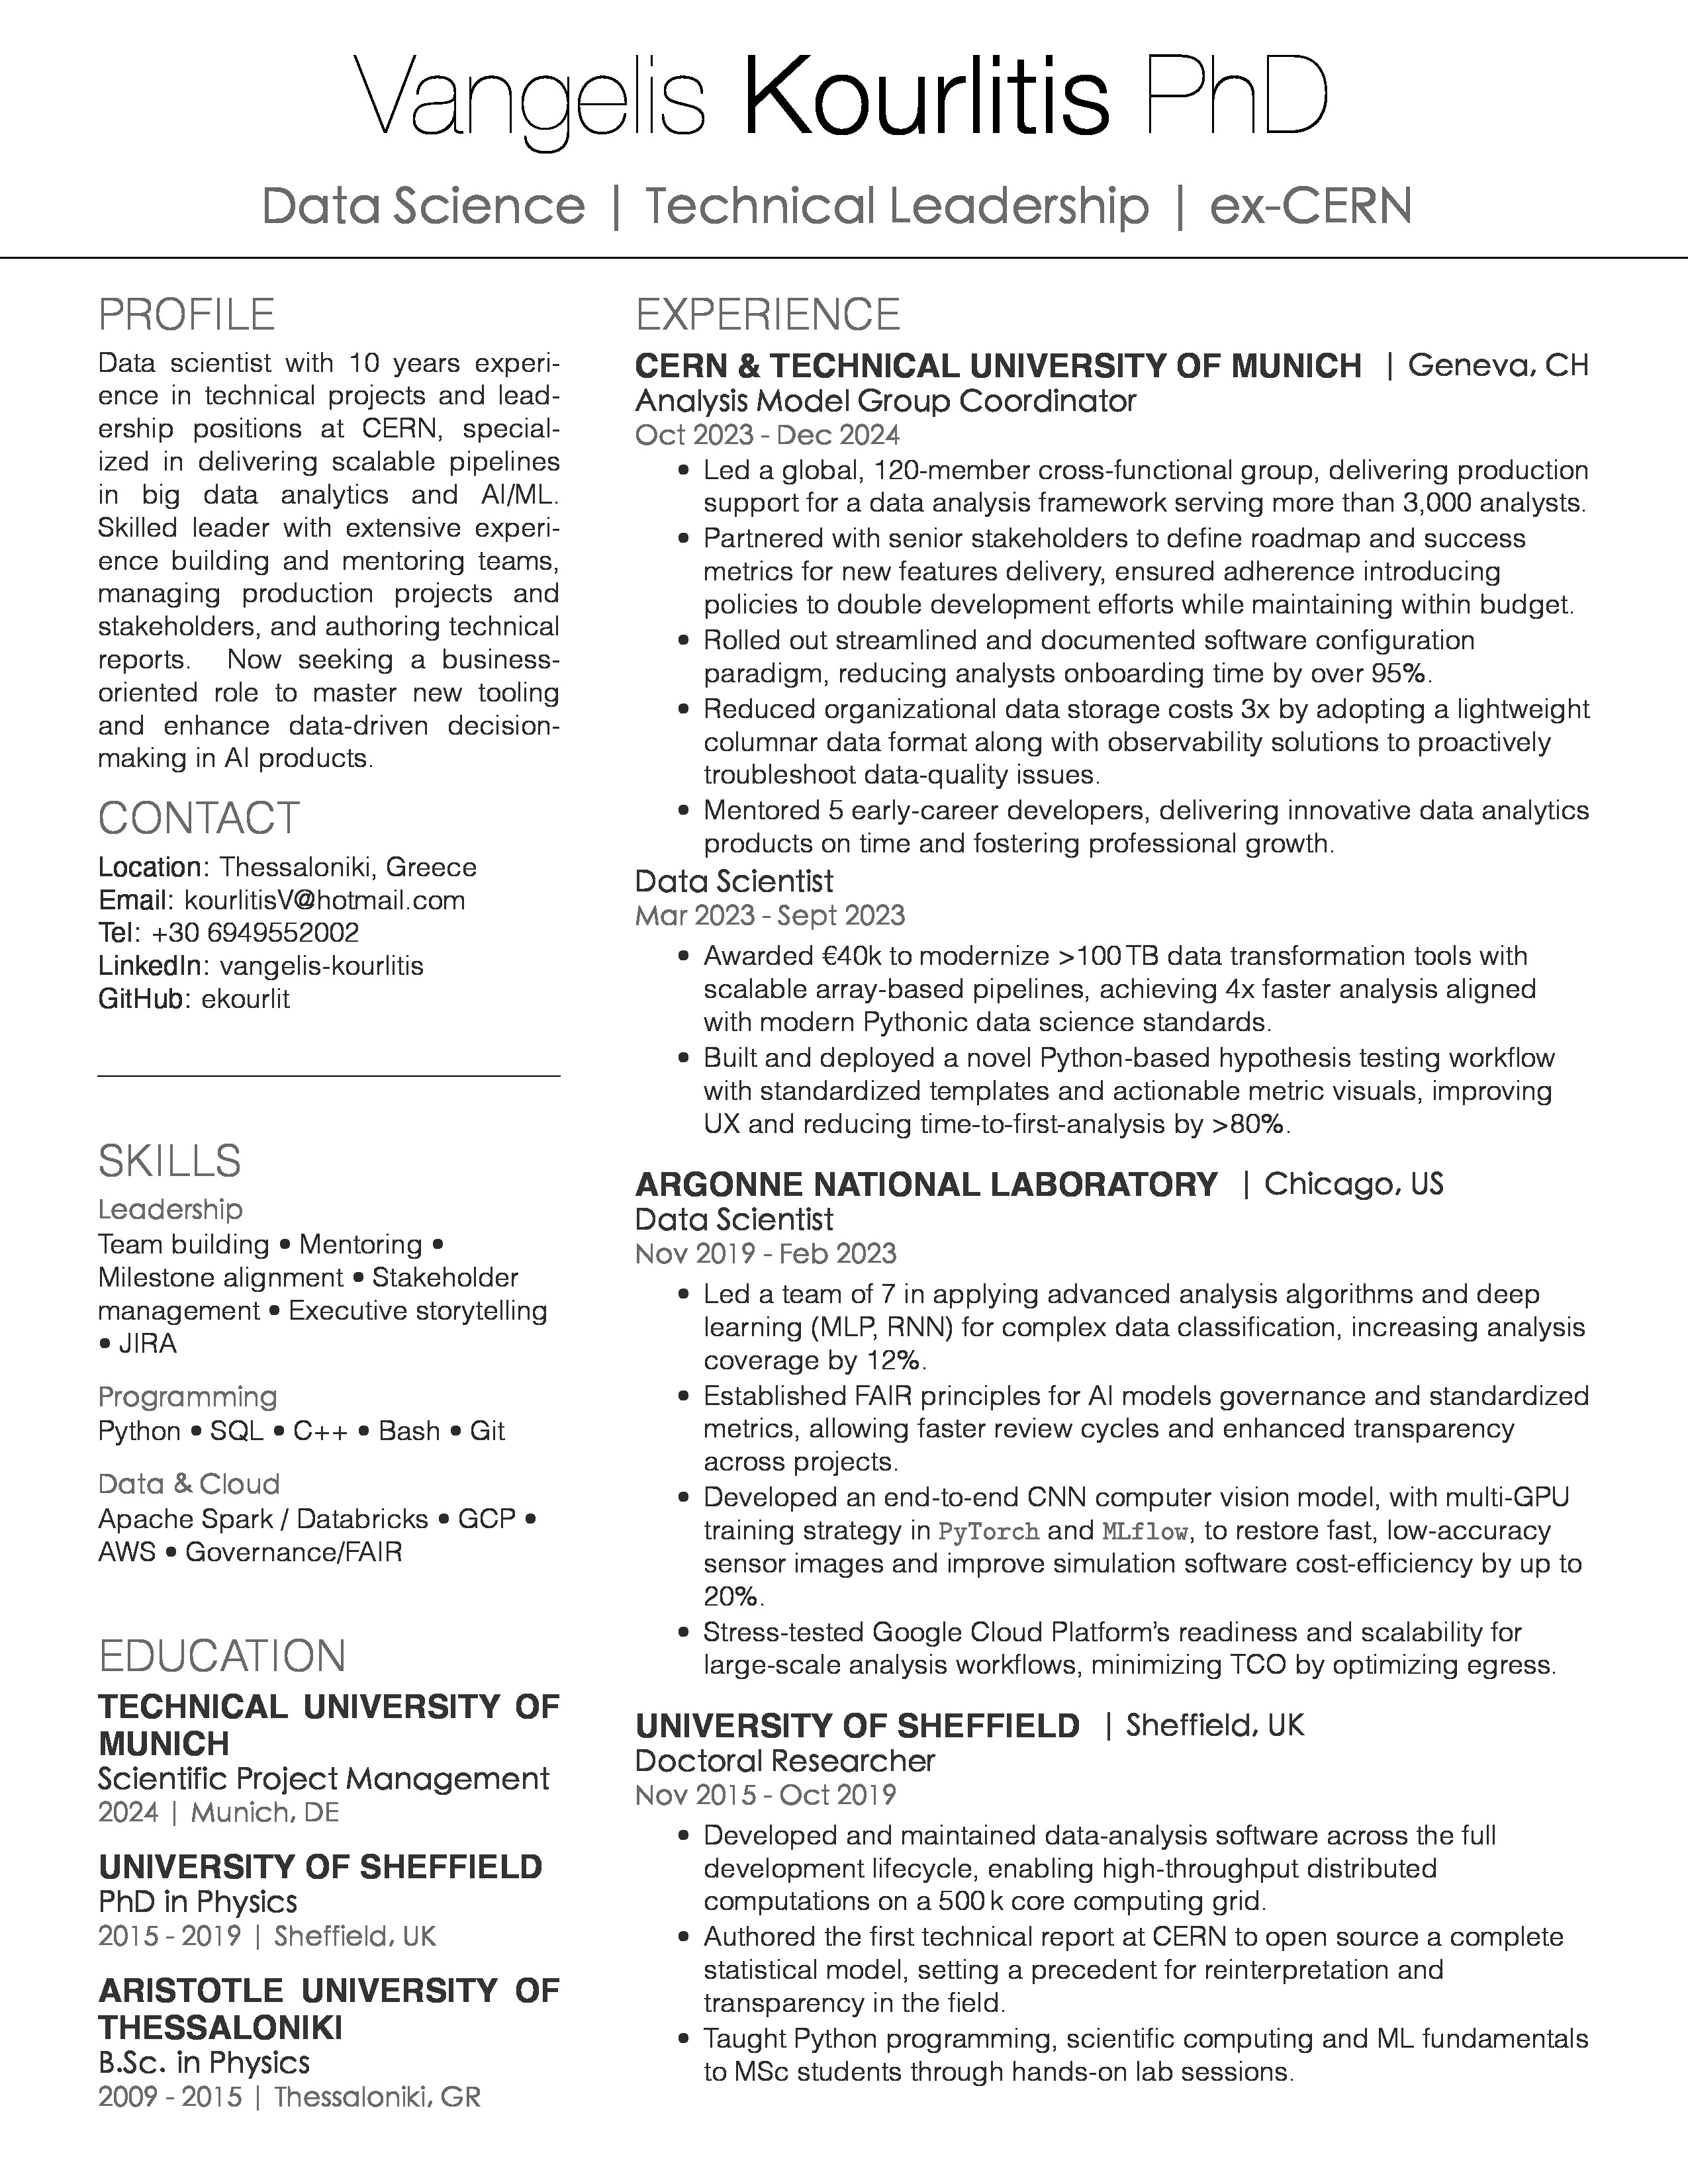 Vangelis Kourlitis PhD
Data Science | Technical Leadership | ex-CERN
PROFILE
Data scientist with 10 years experi-
ence in technical projects and lead-
ership positions at CERN, special-
ized in delivering scalable pipelines
in big data analytics and AI/ML.
Skilled leader with extensive experi-
ence building and mentoring teams,
managing production projects and
stakeholders, and authoring technical
reports. Now seeking a business-
oriented role to master new tooling
and enhance data-driven decision-
making in AI products.
CONTACT
Location: Thessaloniki, Greece
Email: kourlitisV@hotmail.com
Tel: +30 6949552002
LinkedIn: vangelis-kourlitis
GitHub: ekourlit
SKILLS
Leadership
Team building • Mentoring •
Milestone alignment • Stakeholder
management • Executive storytelling
• JIRA
Programming
Python • SQL • C++ • Bash • Git
Data & Cloud
Apache Spark / Databricks • GCP •
AWS • Governance/FAIR
EDUCATION
TECHNICAL UNIVERSITY OF
MUNICH
Scientific Project Management
2024 | Munich, DE
UNIVERSITY OF SHEFFIELD
PhD in Physics
2015 - 2019 | Sheffield, UK
ARISTOTLE UNIVERSITY OF
THESSALONIKI
B.Sc. in Physics
2009 - 2015 | Thessaloniki, GR
EXPERIENCE
CERN & TECHNICAL UNIVERSITY OF MUNICH | Geneva, CH
Analysis Model Group Coordinator
Oct 2023 - Dec 2024
• Led a global, 120-member cross-functional group, delivering production
support for a data analysis framework serving more than 3,000 analysts.
• Partnered with senior stakeholders to define roadmap and success
metrics for new features delivery, ensured adherence introducing
policies to double development efforts while maintaining within budget.
• Rolled out streamlined and documented software configuration
paradigm, reducing analysts onboarding time by over 95%.
• Reduced organizational data storage costs 3x by adopting a lightweight
columnar data format along with observability solutions to proactively
troubleshoot data-quality issues.
• Mentored 5 early-career developers, delivering innovative data analytics
products on time and fostering professional growth.
Data Scientist
Mar 2023 - Sept 2023
• Awarded €40k to modernize >100 TB data transformation tools with
scalable array-based pipelines, achieving 4x faster analysis aligned
with modern Pythonic data science standards.
• Built and deployed a novel Python-based hypothesis testing workflow
with standardized templates and actionable metric visuals, improving
UX and reducing time-to-first-analysis by >80%.
ARGONNE NATIONAL LABORATORY | Chicago, US
Data Scientist
Nov 2019 - Feb 2023
• Led a team of 7 in applying advanced analysis algorithms and deep
learning (MLP, RNN) for complex data classification, increasing analysis
coverage by 12%.
• Established FAIR principles for AI models governance and standardized
metrics, allowing faster review cycles and enhanced transparency
across projects.
• Developed an end-to-end CNN computer vision model, with multi-GPU
training strategy in PyTorch and MLflow, to restore fast, low-accuracy
sensor images and improve simulation software cost-efficiency by up to
20%.
• Stress-tested Google Cloud Platform's readiness and scalability for
large-scale analysis workflows, minimizing TCO by optimizing egress.
UNIVERSITY OF SHEFFIELD | Sheffield, UK
Doctoral Researcher
Nov 2015 - Oct 2019
• Developed and maintained data-analysis software across the full
development lifecycle, enabling high-throughput distributed
computations on a 500 k core computing grid.
• Authored the first technical report at CERN to open source a complete
statistical model, setting a precedent for reinterpretation and
transparency in the field.
• Taught Python programming, scientific computing and ML fundamentals
to MSc students through hands-on lab sessions.